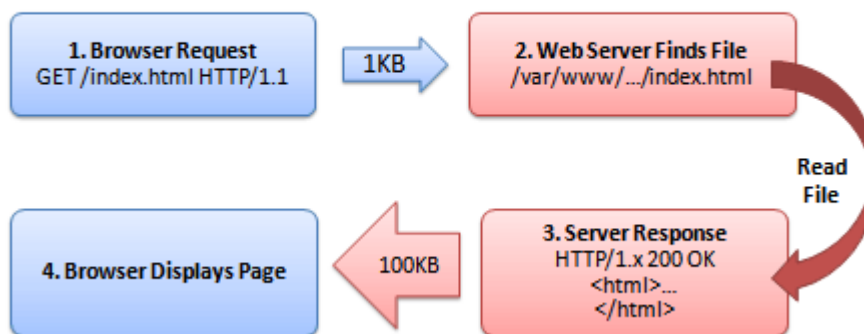 1. Browser Request
GET /index.html HTTP/1.1
1KB
2. Web Server Finds File
/var/www/.../index.html
Read
File
3. Server Response
HTTP/1.x 200 OK
<html>...
</html>
100KB
4. Browser Displays Page